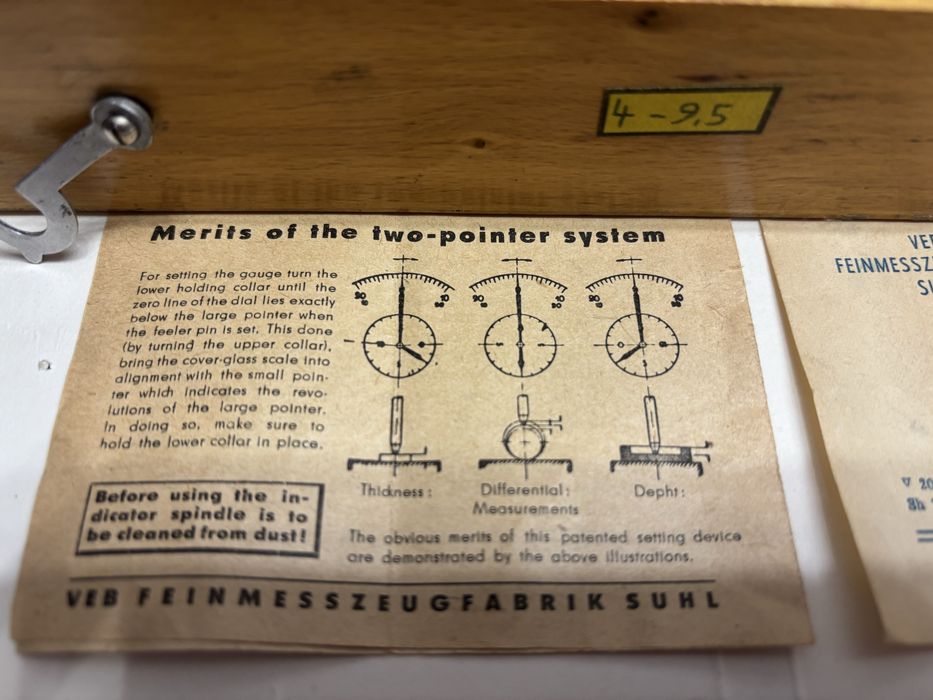 4 - 9,5
Merits of the two-pointer system
For setting the gauge turn the
lower holding collar until the
zero line of the dial lies exactly
below the large pointer when
the feeler pin is set. This done
(by turning the upper collar),
bring the cover-glass scale into
alignment with the small poin-
ter which indicates the revo-
lutions of the large pointer.
In doing so, make sure to
hold the lower collar in place.
Before using the in-
dicator spindle is to
be cleaned from dust!
Thickness:
Differential:
Measurements
Depht:
The obvious merits of this patented setting device
are demonstrated by the above illustrations.
VEB FEINMESSZEUGFABRIK SUHL
VE
FEINMESSZ
S